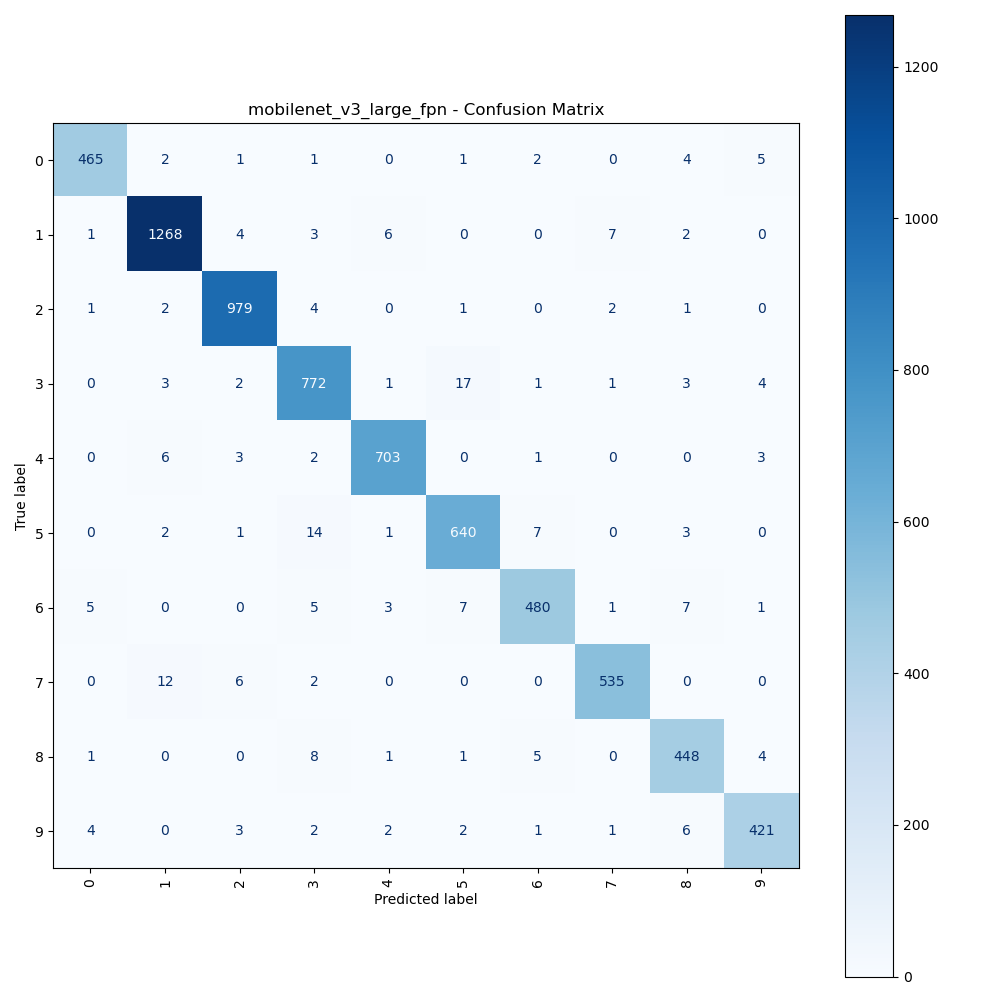 mobilenet_v3_large_fpn - Confusion Matrix
0 465 2 1 1 0 1 2 0 4 5
1 1 1268 4 3 6 0 0 7 2 0
2 1 2 979 4 0 1 0 2 1 0
3 0 3 2 772 1 17 1 1 3 4
4 0 6 3 2 703 0 1 0 0 3
5 0 2 1 14 1 640 7 0 3 0
6 5 0 0 5 3 7 480 1 7 1
7 0 12 6 2 0 0 0 535 0 0
8 1 0 0 8 1 1 5 0 448 4
9 4 0 3 2 2 2 1 1 6 421
0 1 2 3 4 5 6 7 8 9
Predicted label
True label
1200
1000
800
600
400
200
0